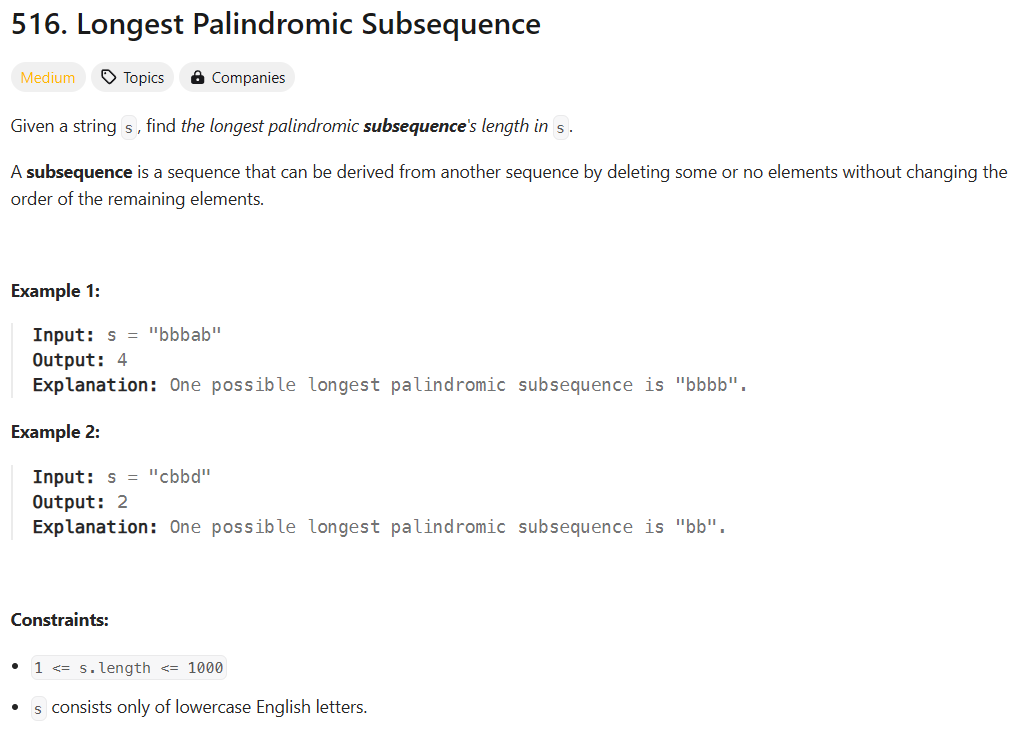 516. Longest Palindromic Subsequence
Medium Topics Companies
Given a string s, find the longest palindromic subsequence's length in s.
A subsequence is a sequence that can be derived from another sequence by deleting some or no elements without changing the
order of the remaining elements.
Example 1:
Input: s = "bbbab"
Output: 4
Explanation: One possible longest palindromic subsequence is "bbbb".
Example 2:
Input: s = "cbbd"
Output: 2
Explanation: One possible longest palindromic subsequence is "bb".
Constraints:
• 1 <= s.length <= 1000
• s consists only of lowercase English letters.